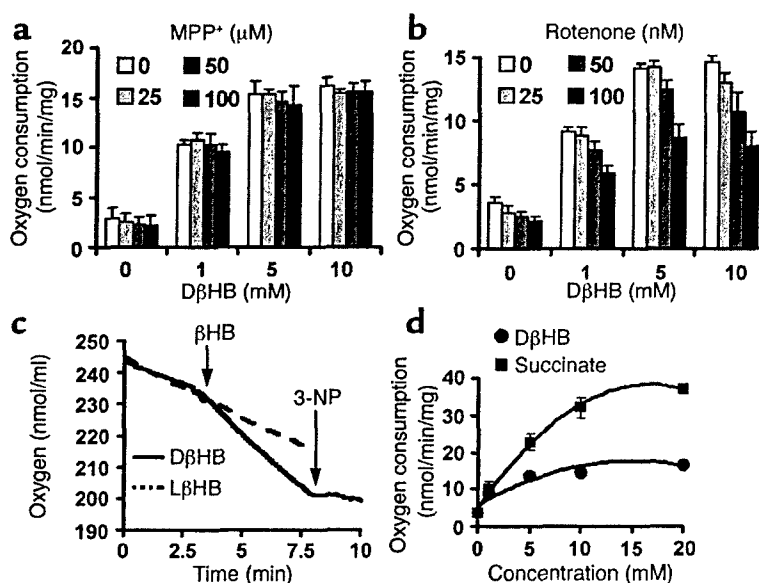 a
MPP⁺ (μM)
0
50
25
100
Oxygen consumption
(nmol/min/mg)
20
15
10
5
0
0
1
5
10
DβHB (mM)
b
Rotenone (nM)
0
50
25
100
Oxygen consumption
(nmol/min/mg)
15
10
5
0
0
1
5
10
DβHB (mM)
c
βHB
3-NP
DβHB
LβHB
Oxygen (nmol/ml)
250
240
230
220
210
200
190
0
2.5
5
7.5
10
Time (min)
d
DβHB
Succinate
Oxygen consumption
(nmol/min/mg)
40
30
20
10
0
0
5
10
15
20
Concentration (mM)